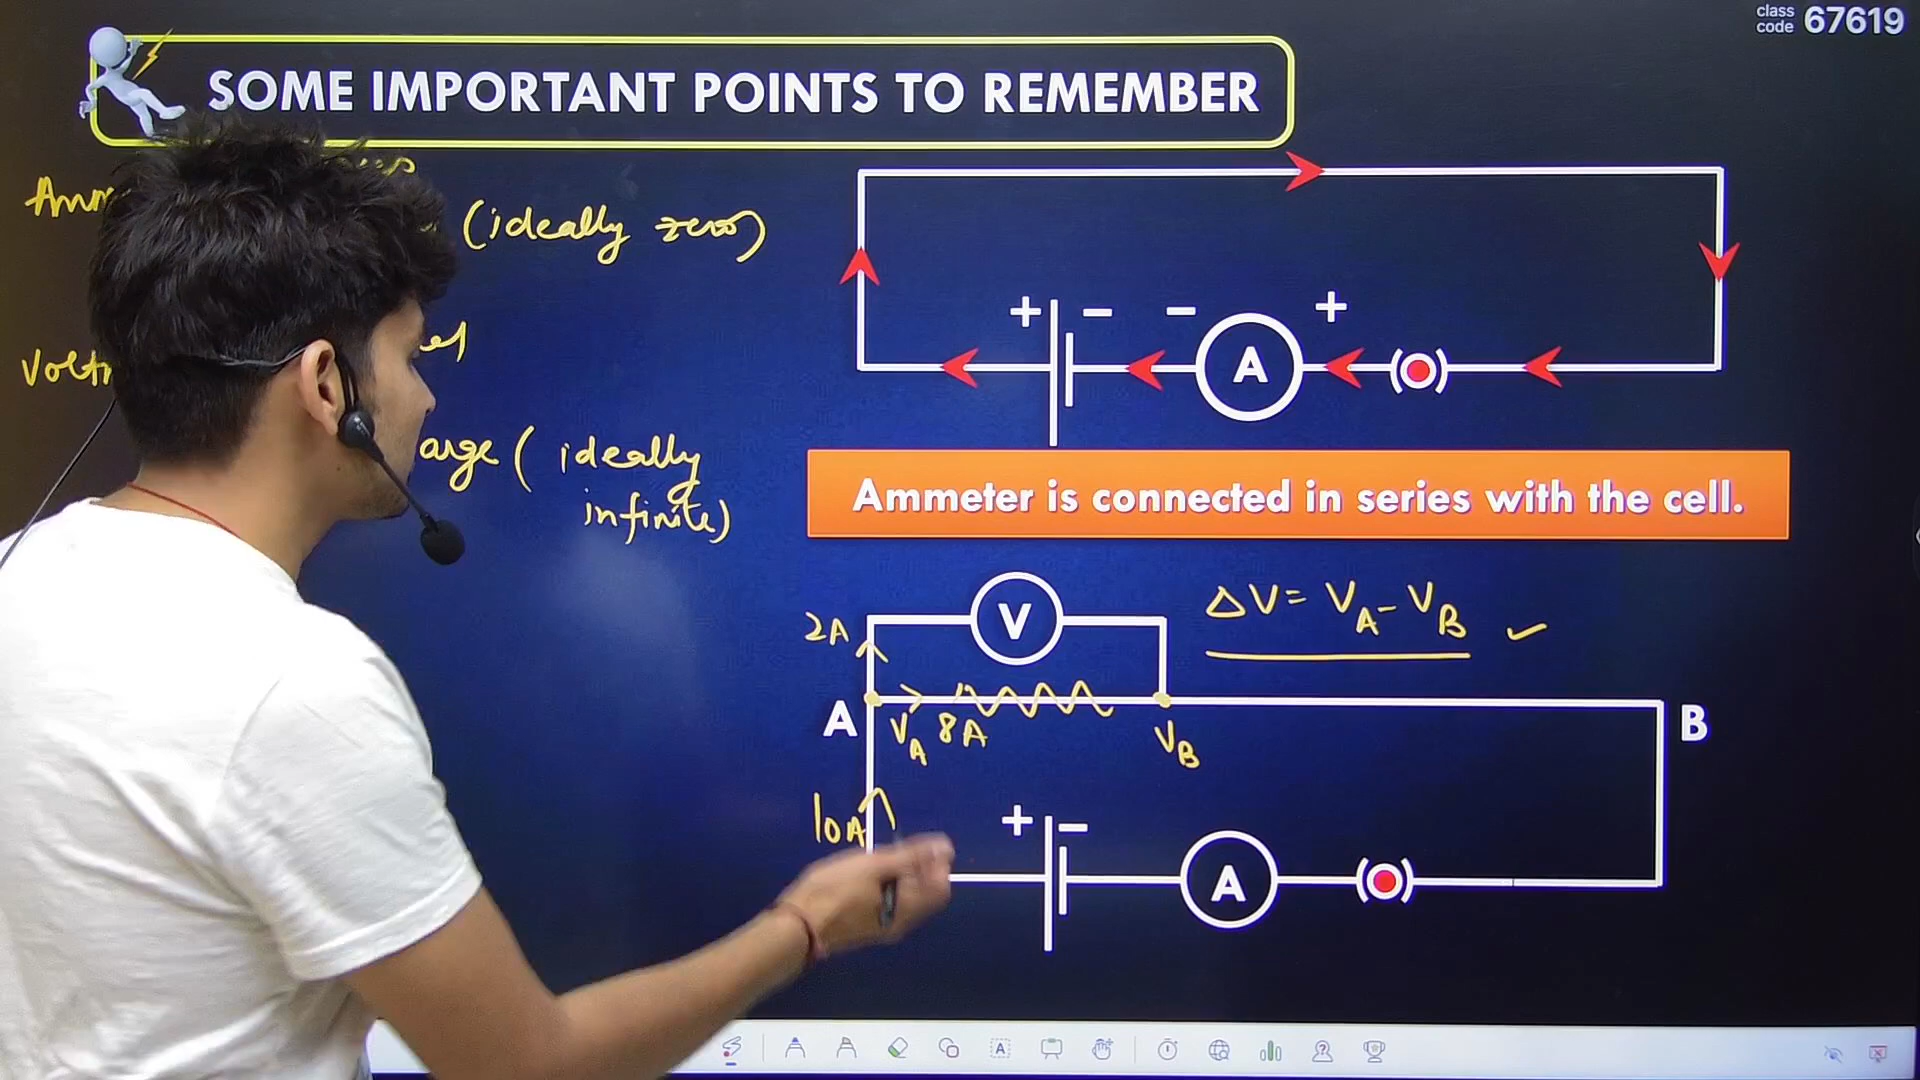 class code 67619
SOME IMPORTANT POINTS TO REMEMBER
(ideally zero)
+ - - +
A
(ideally
infinite)
Ammeter is connected in series with the cell.
ΔV = VA - VB
2A
V
A
VA 8A
VB
B
10A
+ -
A